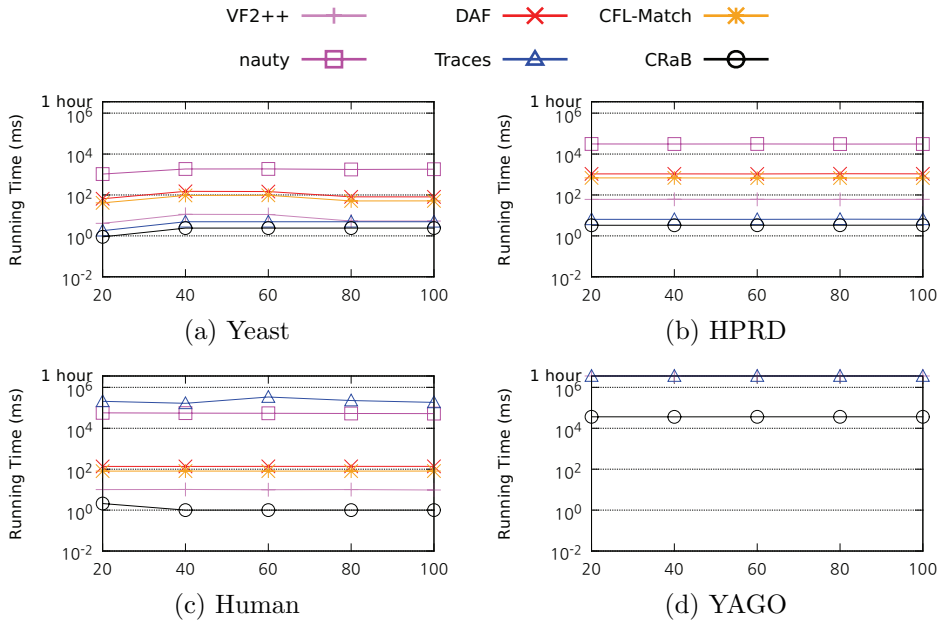 VF2++ DAF CFL-Match
nauty Traces CRaB
1 hour
10^6
10^4
10^2
10^0
10^-2
Running Time (ms)
20 40 60 80 100
(a) Yeast
1 hour
10^6
10^4
10^2
10^0
10^-2
Running Time (ms)
20 40 60 80 100
(b) HPRD
1 hour
10^6
10^4
10^2
10^0
10^-2
Running Time (ms)
20 40 60 80 100
(c) Human
1 hour
10^6
10^4
10^2
10^0
10^-2
Running Time (ms)
20 40 60 80 100
(d) YAGO